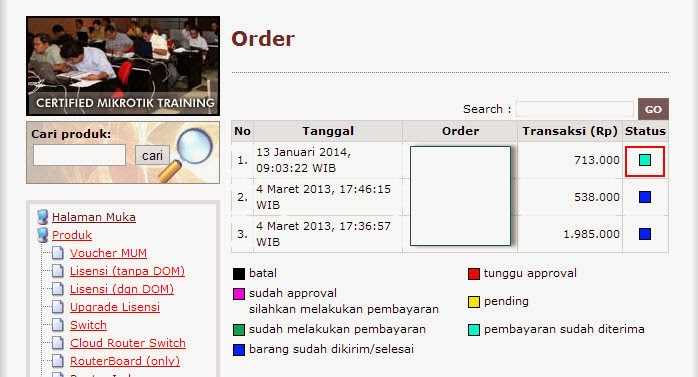 CERTIFIED MIKROTIK TRAINING
Cari produk:
cari
Halaman Muka
Produk
Voucher MUM
Lisensi (tanpa DOM)
Lisensi (dgn DOM)
Upgrade Lisensi
Switch
Cloud Router Switch
RouterBoard (only)
Order
Search : GO
No Tanggal Order Transaksi (Rp) Status
1. 13 Januari 2014, 09:03:22 WIB 713.000
2. 4 Maret 2013, 17:46:15 WIB 538.000
3. 4 Maret 2013, 17:36:57 WIB 1.985.000
batal
tunggu approval
sudah approval
silahkan melakukan pembayaran
pending
sudah melakukan pembayaran
pembayaran sudah diterima
barang sudah dikirim/selesai